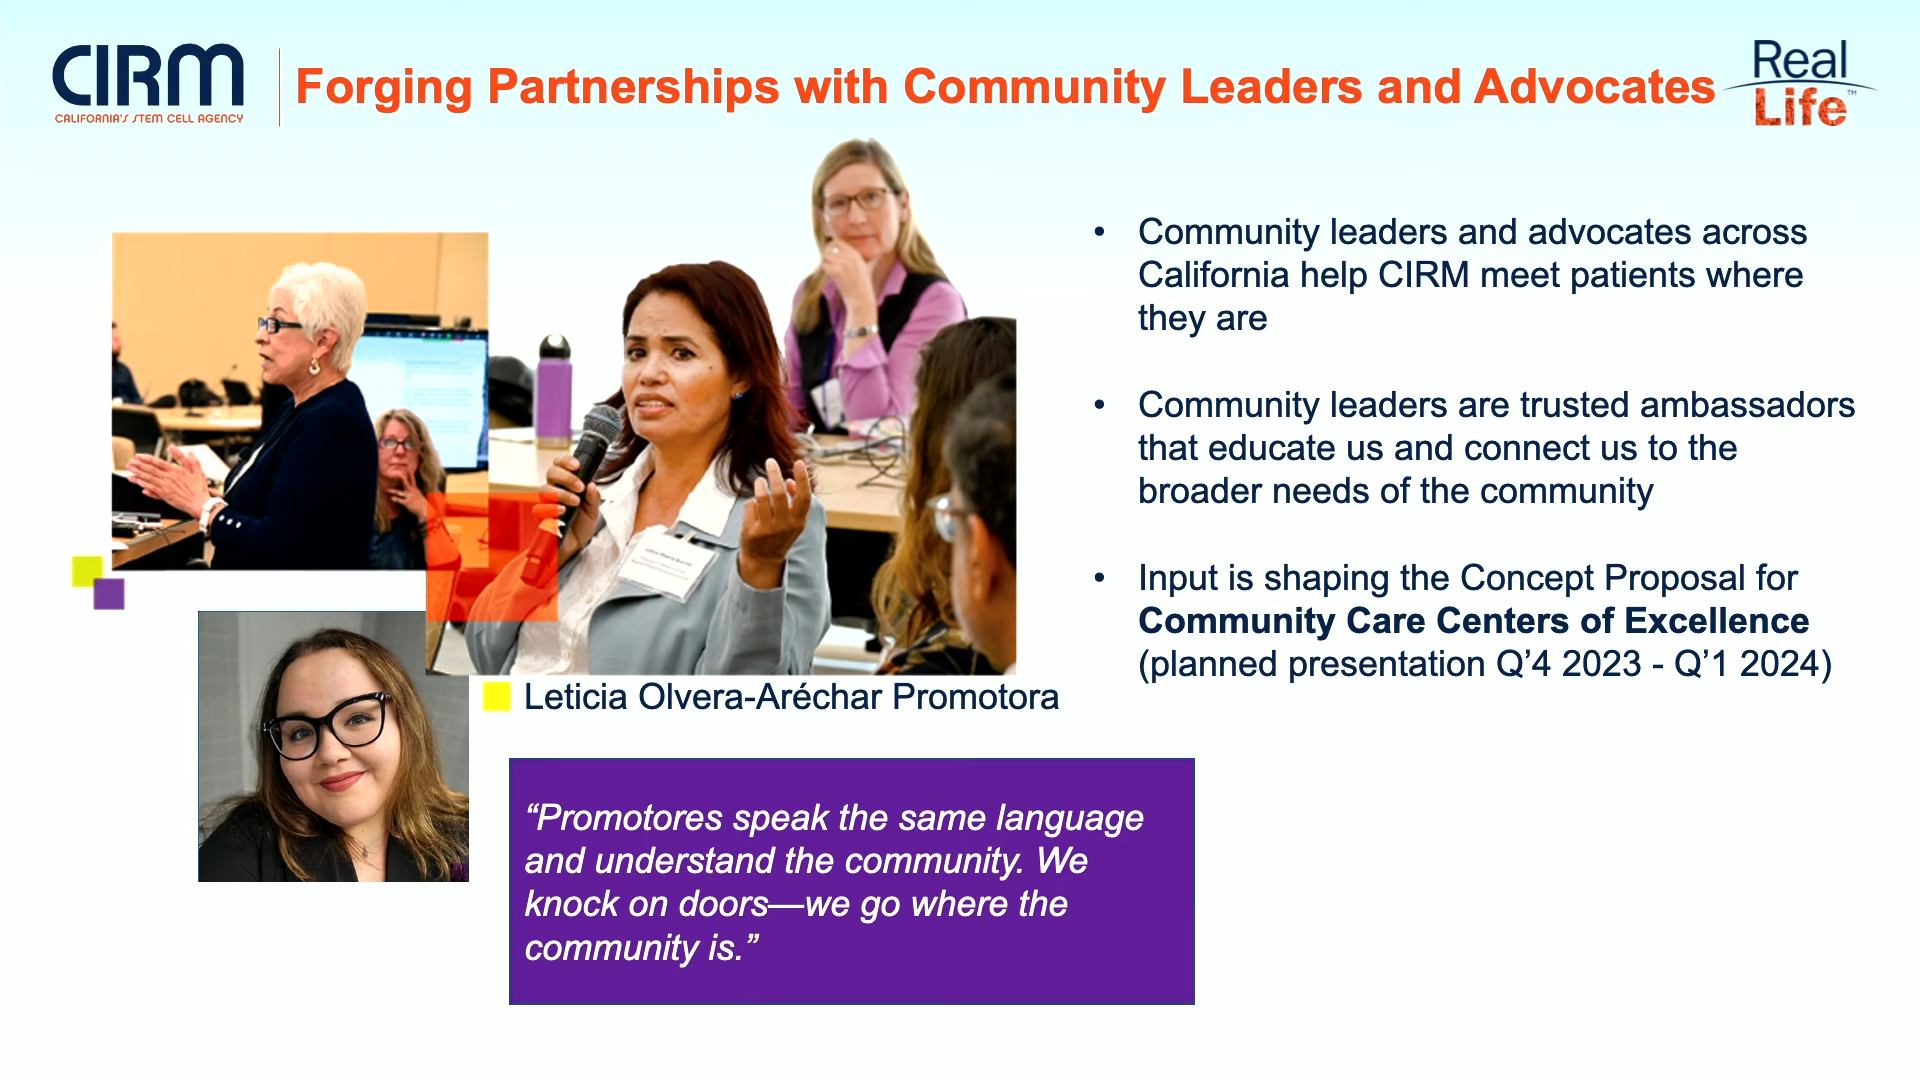 CIRM
CALIFORNIA'S STEM CELL AGENCY
Forging Partnerships with Community Leaders and Advocates
Real
Life™
• Community leaders and advocates across
California help CIRM meet patients where
they are
• Community leaders are trusted ambassadors
that educate us and connect us to the
broader needs of the community
• Input is shaping the Concept Proposal for
Community Care Centers of Excellence
(planned presentation Q’4 2023 - Q’1 2024)
Leticia Olvera-Aréchar Promotora
“Promotores speak the same language
and understand the community. We
knock on doors—we go where the
community is.”